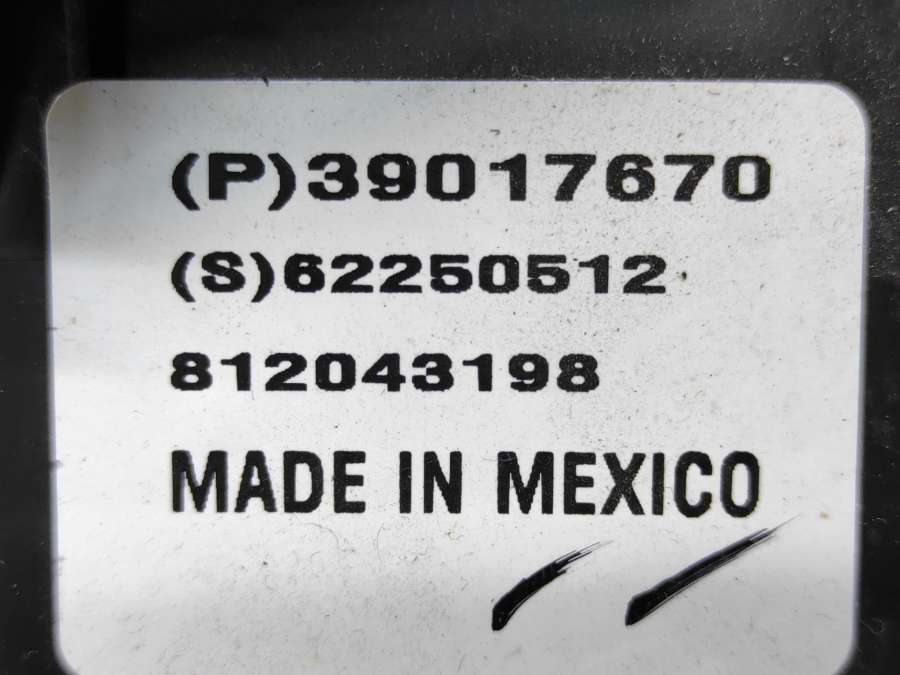 (P)39017670
(S)62250512
812043198
MADE IN MEXICO